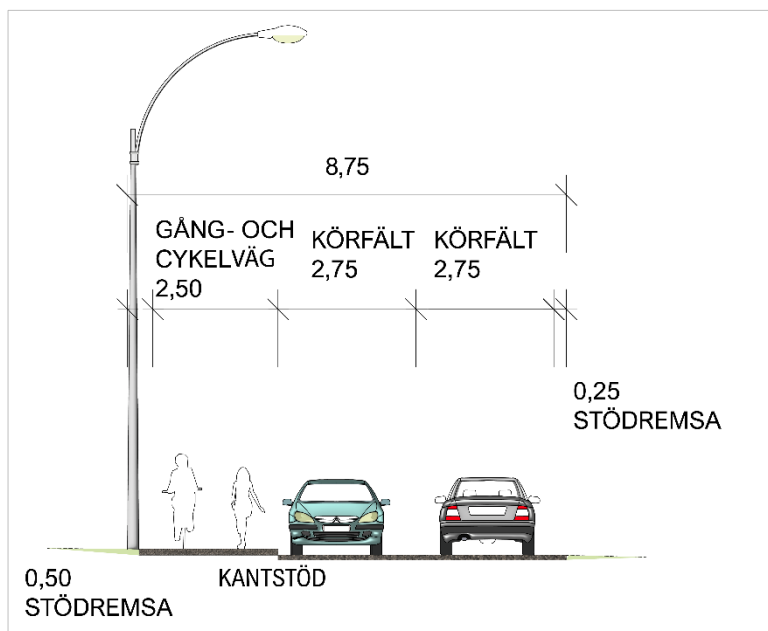 8,75
GÅNG- OCH
CYKELVÄG
2,50
KÖRFÄLT
2,75
KÖRFÄLT
2,75
0,25
STÖDREMSA
0,50
STÖDREMSA
KANTSTÖD